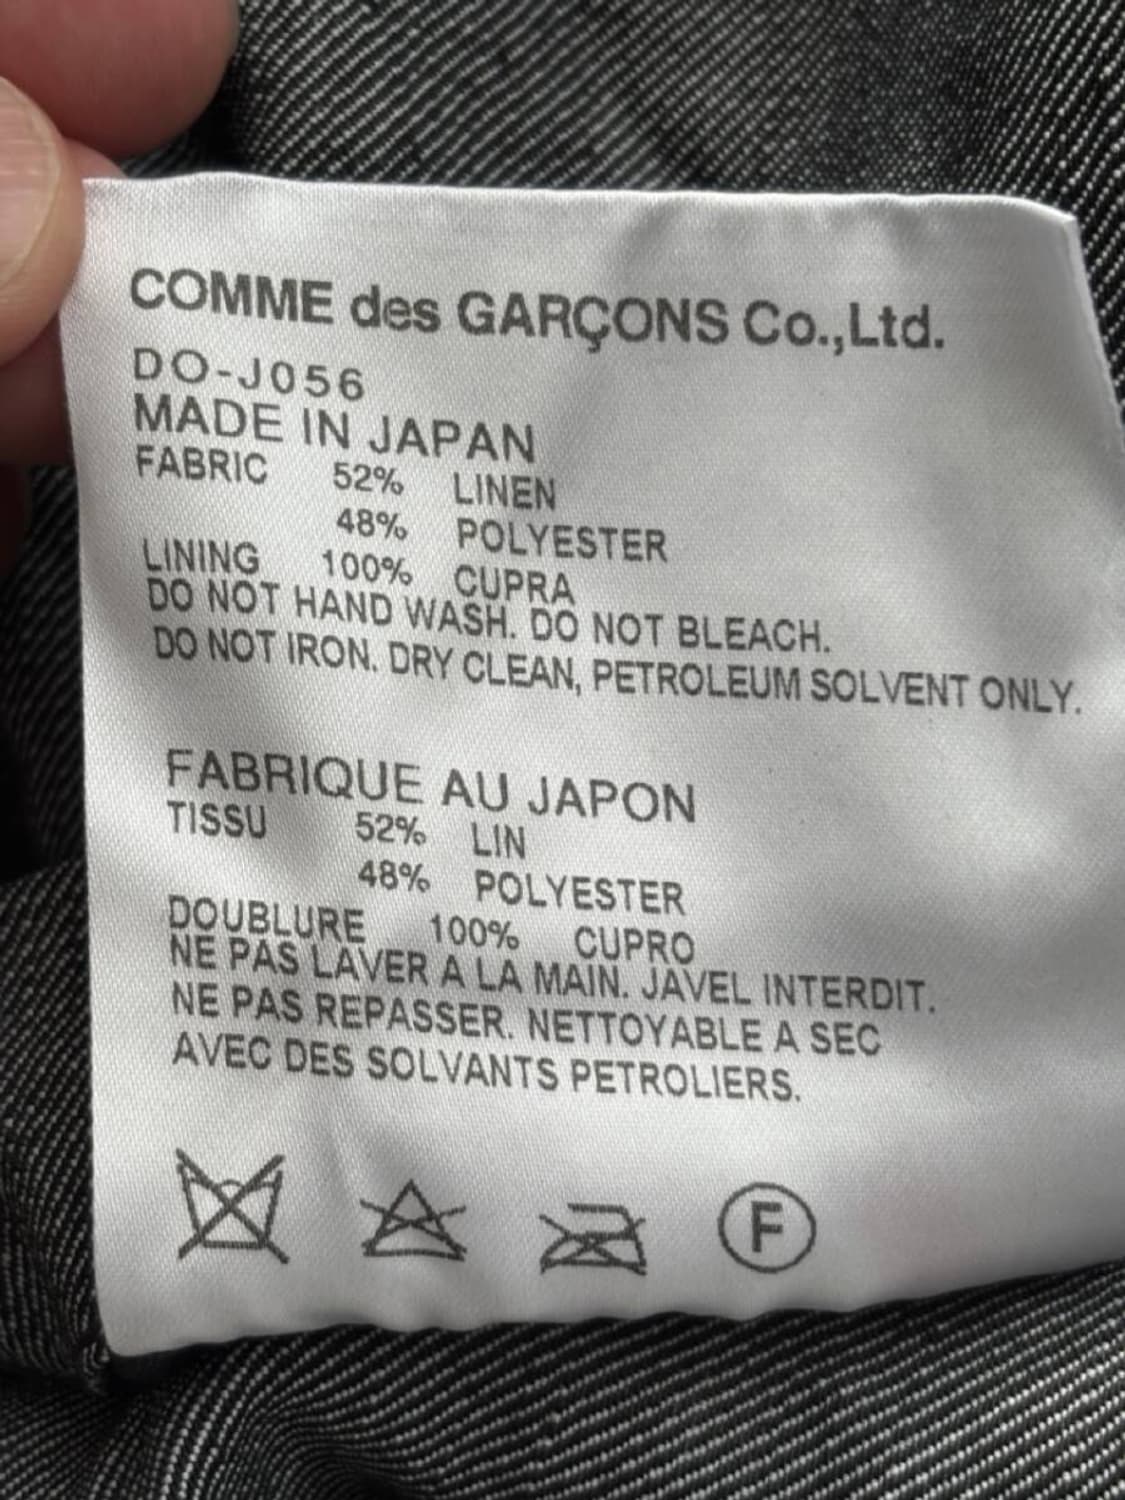 COMME des GARÇONS Co.,Ltd.
DO-J056
MADE IN JAPAN
FABRIC 52% LINEN
48% POLYESTER
LINING 100% CUPRA
DO NOT HAND WASH. DO NOT BLEACH.
DO NOT IRON. DRY CLEAN, PETROLEUM SOLVENT ONLY.
FABRIQUE AU JAPON
TISSU 52% LIN
48% POLYESTER
DOUBLURE 100% CUPRO
NE PAS LAVER A LA MAIN. JAVEL INTERDIT.
NE PAS REPASSER. NETTOYABLE A SEC
AVEC DES SOLVANTS PETROLIERS.
F